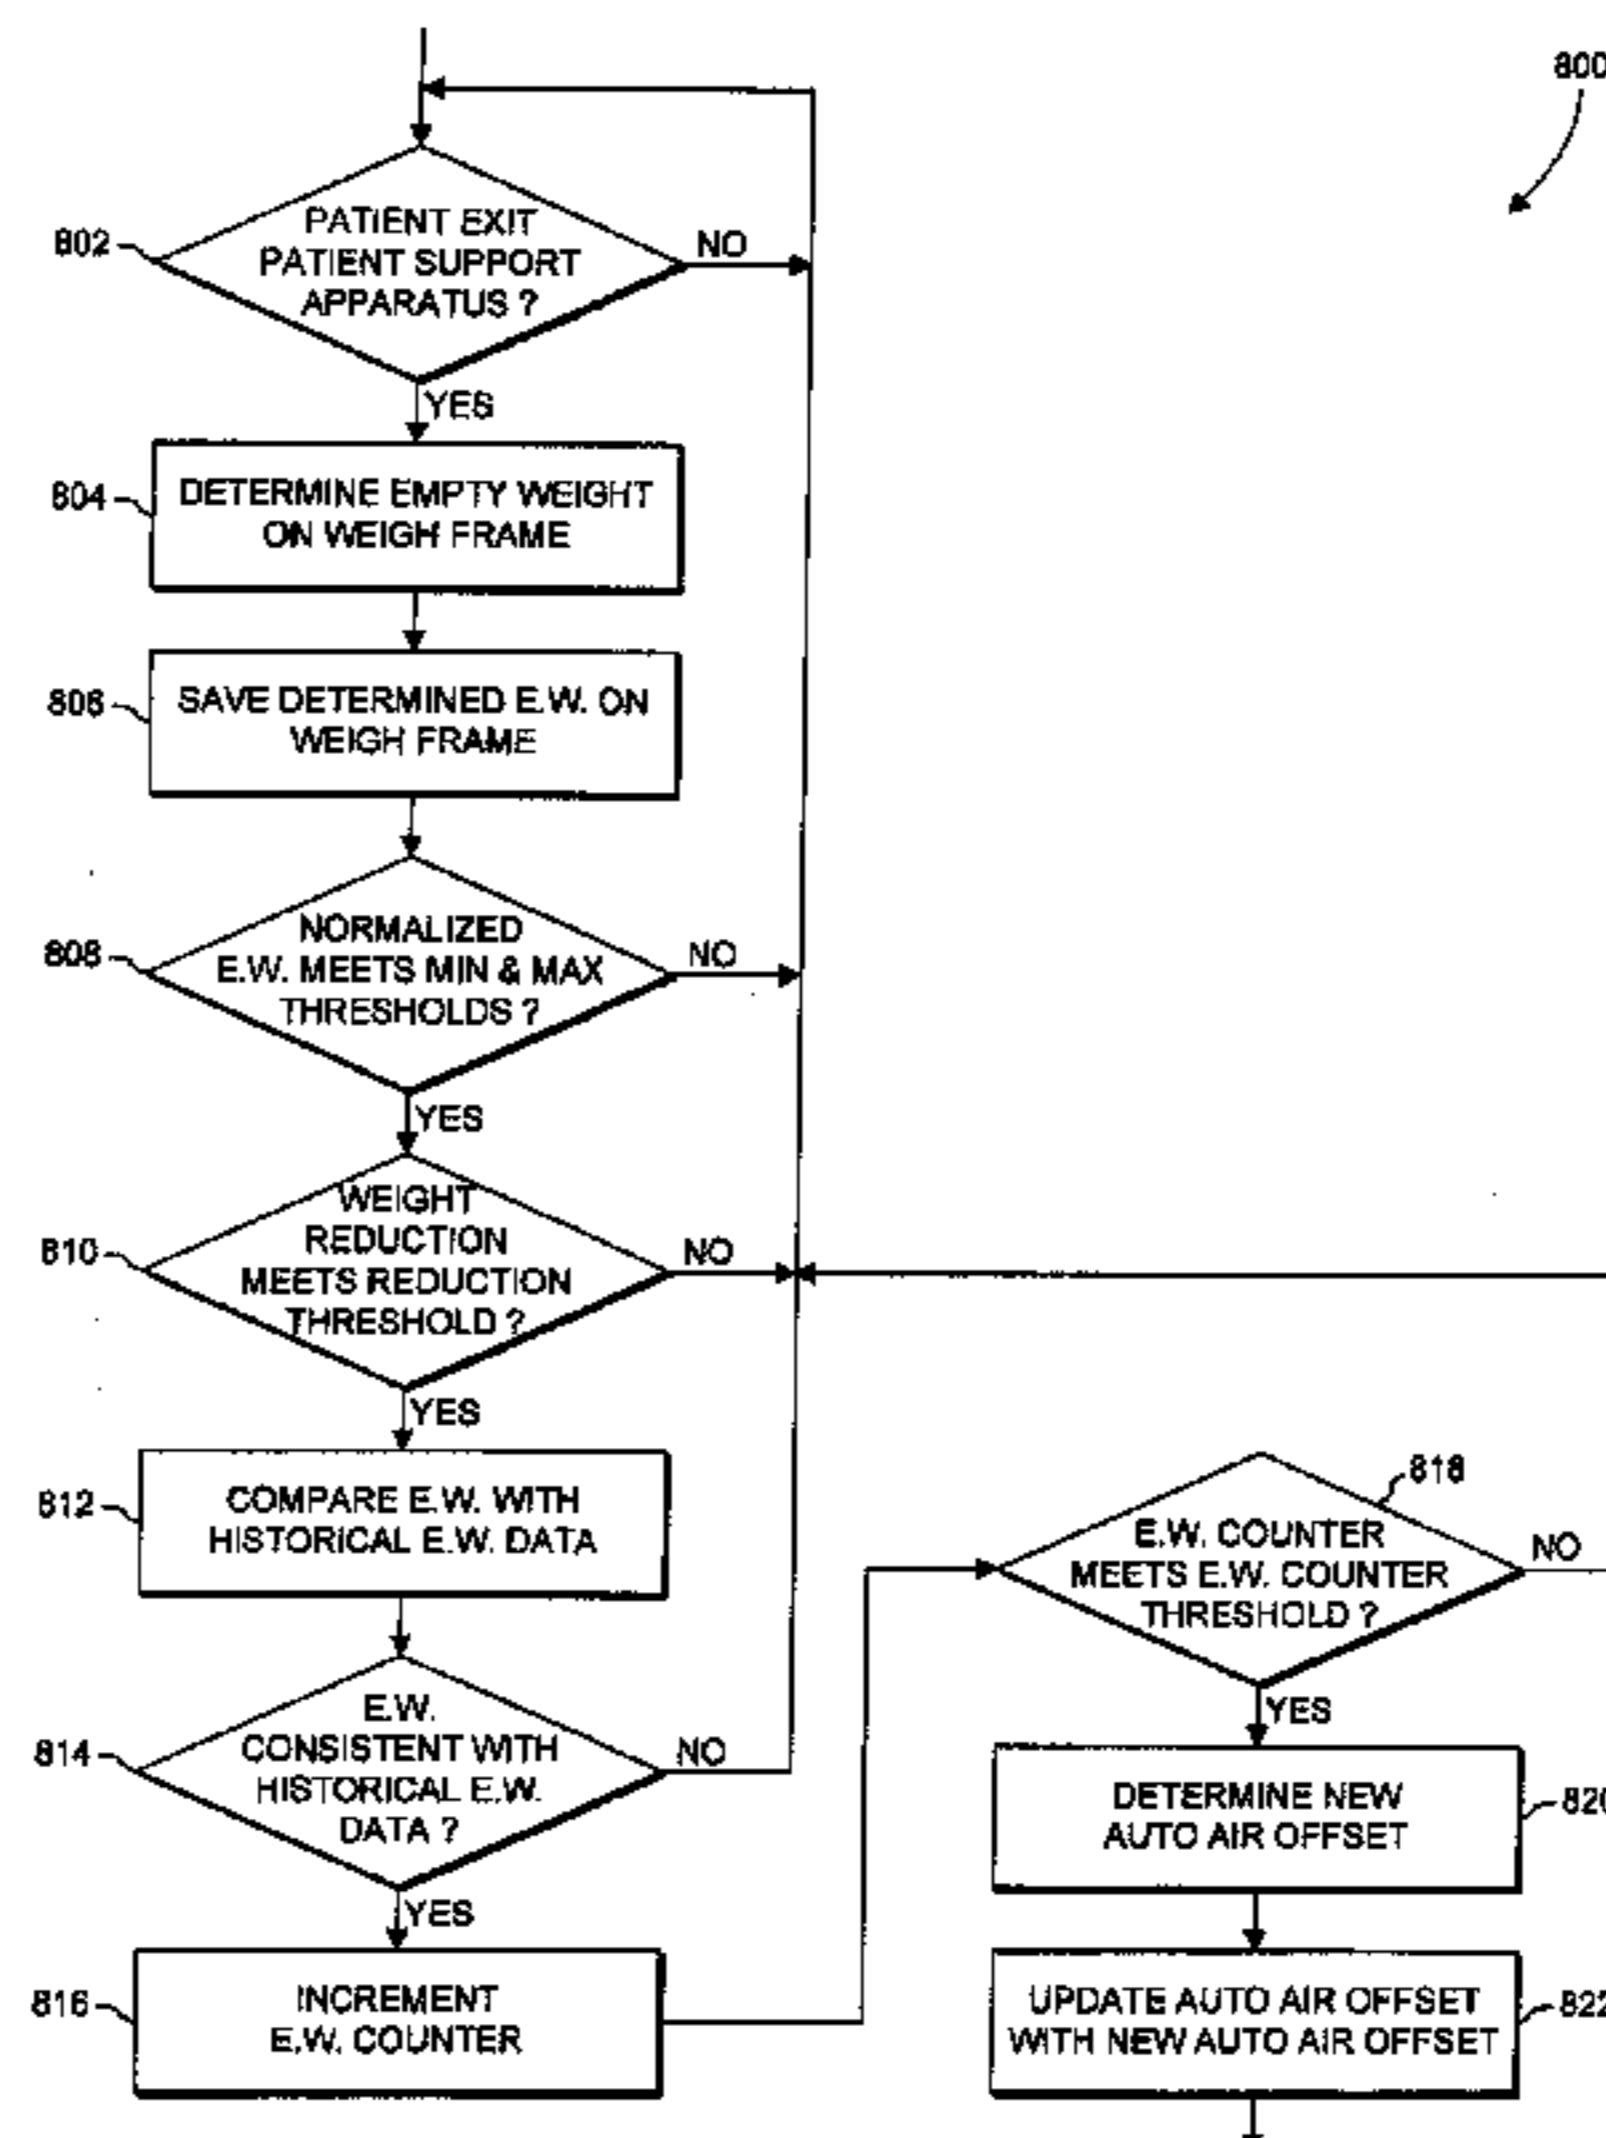 800
802
PATIENT EXIT
PATIENT SUPPORT
APPARATUS ?
NO
YES
804
DETERMINE EMPTY WEIGHT
ON WEIGH FRAME
806
SAVE DETERMINED E.W. ON
WEIGH FRAME
808
NORMALIZED
E.W. MEETS MIN & MAX
THRESHOLDS ?
NO
YES
810
WEIGHT
REDUCTION
MEETS REDUCTION
THRESHOLD ?
NO
YES
812
COMPARE E.W. WITH
HISTORICAL E.W. DATA
814
E.W.
CONSISTENT WITH
HISTORICAL E.W.
DATA ?
NO
YES
816
INCREMENT
E.W. COUNTER
818
E.W. COUNTER
MEETS E.W. COUNTER
THRESHOLD ?
NO
YES
DETERMINE NEW
AUTO AIR OFFSET
820
UPDATE AUTO AIR OFFSET
WITH NEW AUTO AIR OFFSET
822